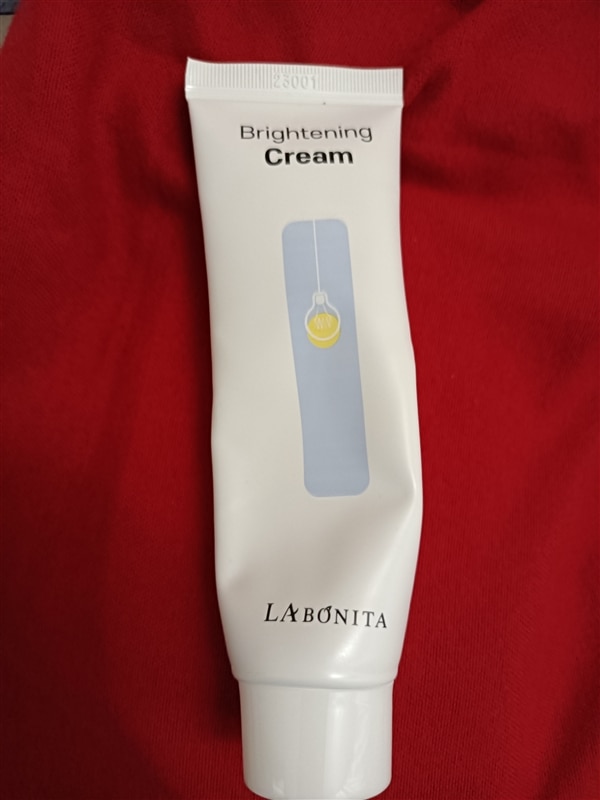 23001
Brightening
Cream
LABONITA